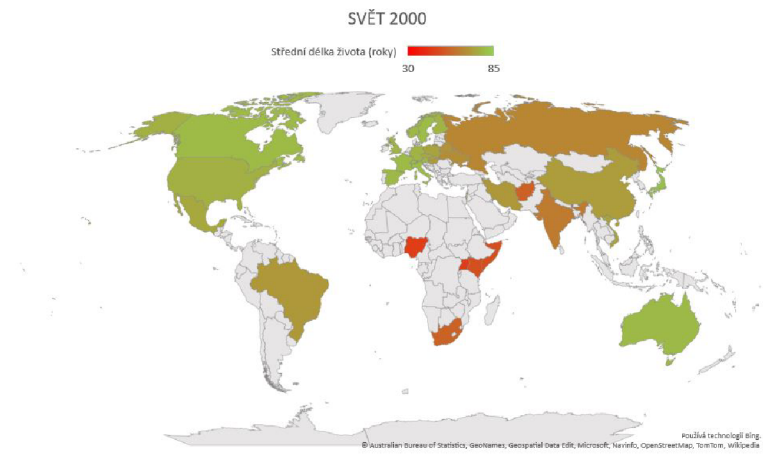 SVĚT 2000
Střední délka života (roky)
30 85
Používá technologii Bing.
© Australian Bureau of Statistics, GeoNames, Geospatial Data Edit, Microsoft, Navinfo, OpenStreetMap, TomTom, Wikipedia